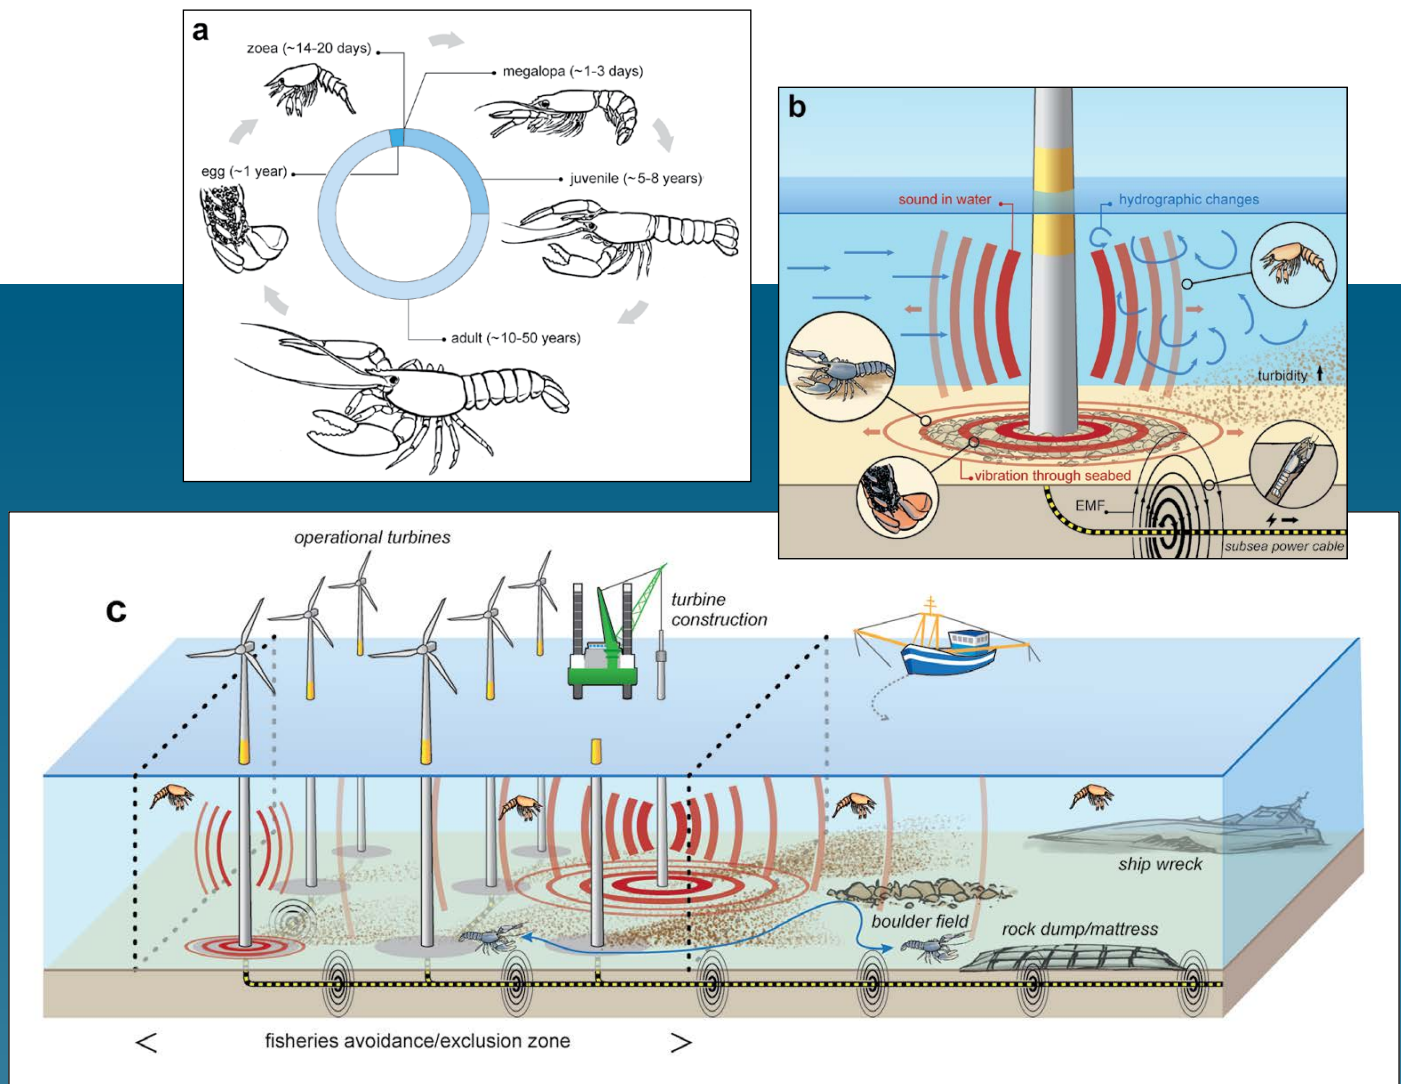 a
zoea (~14-20 days)
megalopa (~1-3 days)
egg (~1 year)
juvenile (~5-8 years)
adult (~10-50 years)
b
sound in water
hydrographic changes
turbidity
vibration through seabed
EMF
subsea power cable
c
operational turbines
turbine
construction
ship wreck
boulder field
rock dump/mattress
< fisheries avoidance/exclusion zone >